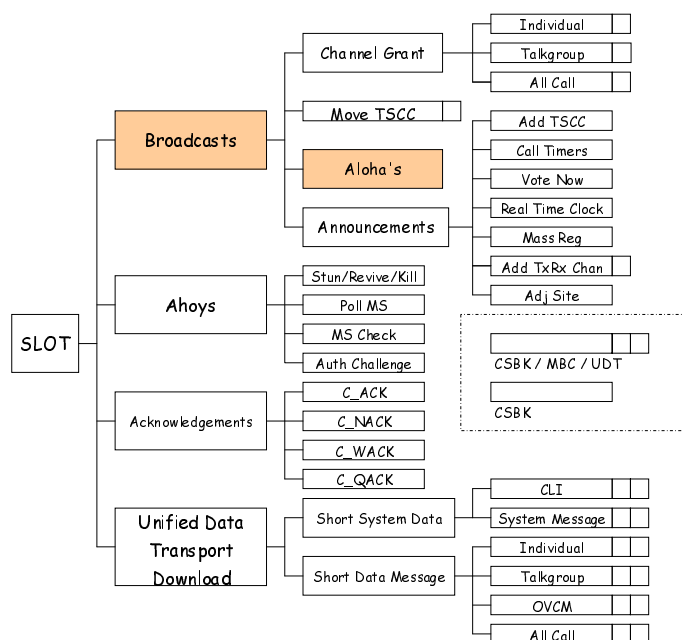 Individual
Channel Grant
Talkgroup
All Call
Move TSCC
Broadcasts
Add TSCC
Call Timers
Aloha's
Vote Now
Real Time Clock
Announcements
Mass Reg
Add TxRx Chan
Adj Site
Stun/Revive/Kill
Ahoys
Poll MS
MS Check
Auth Challenge
SLOT
CSBK / MBC / UDT
CSBK
C_ACK
Acknowledgements
C_NACK
C_WACK
C_QACK
CLI
Short System Data
System Message
Unified Data
Transport
Download
Individual
Short Data Message
Talkgroup
OVCM
All Call